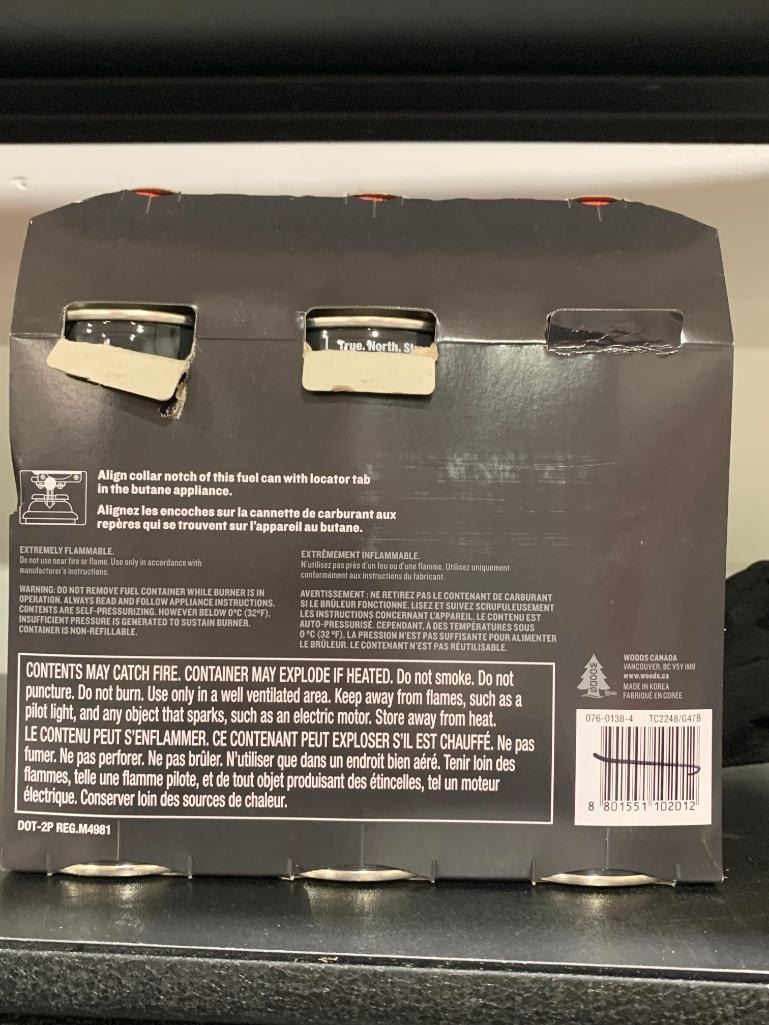 True. North. St
Align collar notch of this fuel can with locator tab
in the butane appliance.
Alignez les encoches sur la cannette de carburant aux
repères qui se trouvent sur l'appareil au butane.
EXTREMELY FLAMMABLE.
Do not use near fire or flame. Use only in accordance with
manufacturer's instructions.
WARNING: DO NOT REMOVE FUEL CONTAINER WHILE BURNER IS IN
OPERATION. ALWAYS READ AND FOLLOW APPLIANCE INSTRUCTIONS.
CONTENTS ARE SELF-PRESSURIZING. HOWEVER BELOW 0°C (32°F),
INSUFFICIENT PRESSURE IS GENERATED TO SUSTAIN BURNER.
CONTAINER IS NON-REFILLABLE.
EXTRÊMEMENT INFLAMMABLE.
N'utilisez pas près d'un feu ou d'une flamme. Utilisez uniquement
conformément aux instructions du fabricant.
AVERTISSEMENT : NE RETIREZ PAS LE CONTENANT DE CARBURANT
SI LE BRÛLEUR FONCTIONNE. LISEZ ET SUIVEZ SCRUPULEUSEMENT
LES INSTRUCTIONS CONCERNANT L'APPAREIL. LE CONTENU EST
AUTO-PRESSURISÉ. CEPENDANT, À DES TEMPÉRATURES SOUS
0 °C (32 °F), LA PRESSION N'EST PAS SUFFISANTE POUR ALIMENTER
LE BRÛLEUR. LE CONTENANT N'EST PAS RÉUTILISABLE.
CONTENTS MAY CATCH FIRE. CONTAINER MAY EXPLODE IF HEATED. Do not smoke. Do not
puncture. Do not burn. Use only in a well ventilated area. Keep away from flames, such as a
pilot light, and any object that sparks, such as an electric motor. Store away from heat.
LE CONTENU PEUT S'ENFLAMMER. CE CONTENANT PEUT EXPLOSER S'IL EST CHAUFFÉ. Ne pas
fumer. Ne pas perforer. Ne pas brûler. N'utiliser que dans un endroit bien aéré. Tenir loin des
flammes, telle une flamme pilote, et de tout objet produisant des étincelles, tel un moteur
électrique. Conserver loin des sources de chaleur.
DOT-2P REG.M4981
WOODS
WOODS CANADA
VANCOUVER, BC V5Y 1M8
www.woods.ca
MADE IN KOREA
FABRIQUÉ EN CORÉE
076-0138-4 TC2248/G47B
8 801551 102012